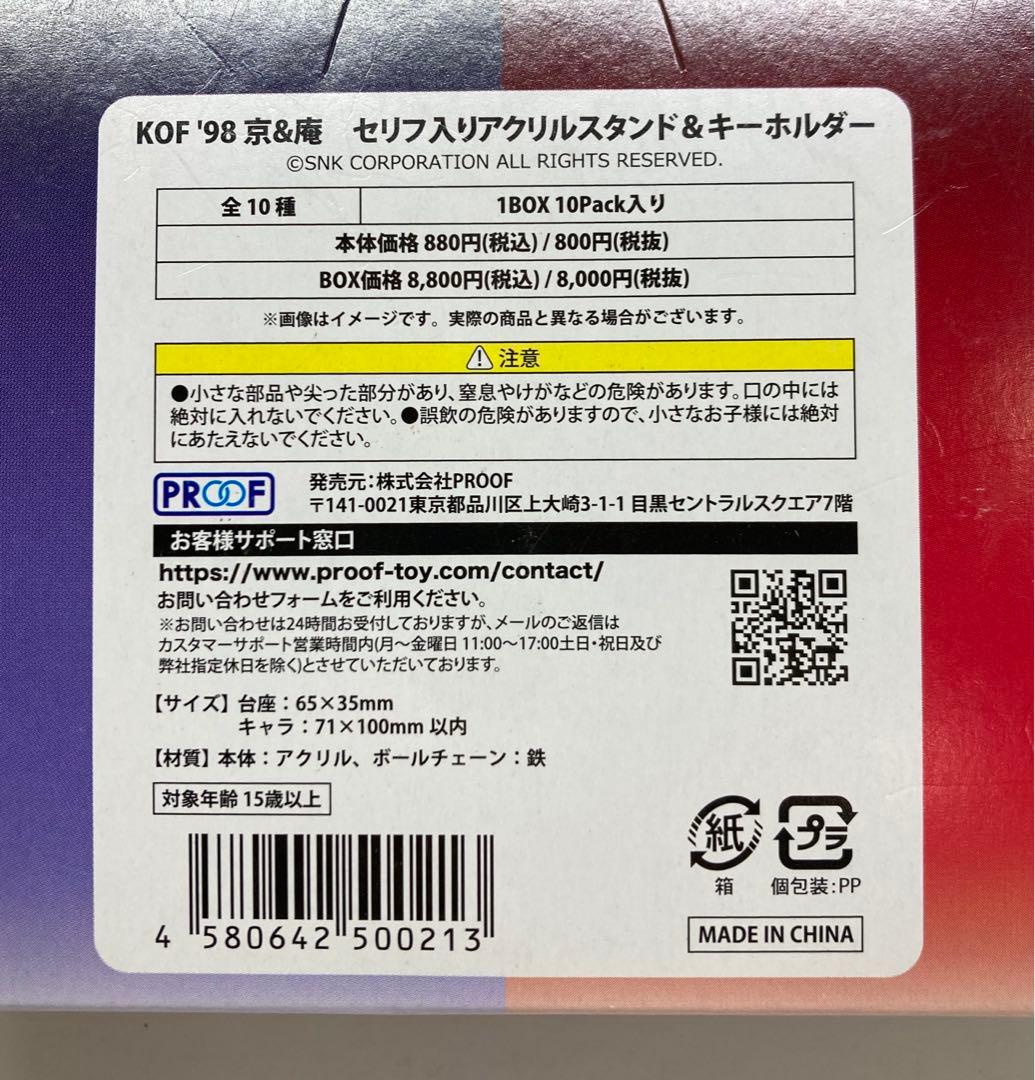 KOF '98 京&庵 セリフ入りアクリルスタンド&キーホルダー
©SNK CORPORATION ALL RIGHTS RESERVED.
全10種 1BOX 10Pack入り
本体価格 880円(税込) / 800円(税抜)
BOX価格 8,800円(税込) / 8,000円(税抜)
※画像はイメージです。実際の商品と異なる場合がございます。
注意
●小さな部品や尖った部分があり、窒息やけがなどの危険があります。口の中には
絶対に入れないでください。●誤飲の危険がありますので、小さなお子様には絶対
にあたえないでください。
PROOF
発売元:株式会社PROOF
〒141-0021東京都品川区上大崎3-1-1 目黒セントラルスクエア7階
お客様サポート窓口
https://www.proof-toy.com/contact/
お問い合わせフォームをご利用ください。
※お問い合わせは24時間お受付しておりますが、メールのご返信は
カスタマーサポート営業時間内(月〜金曜日 11:00〜17:00土日・祝日及び
弊社指定休日を除く)とさせていただいております。
【サイズ】台座:65×35mm
キャラ:71×100mm 以内
【材質】本体:アクリル、ボールチェーン:鉄
対象年齢 15歳以上
紙 プラ
箱 個包装:PP
4 580642 500213
MADE IN CHINA